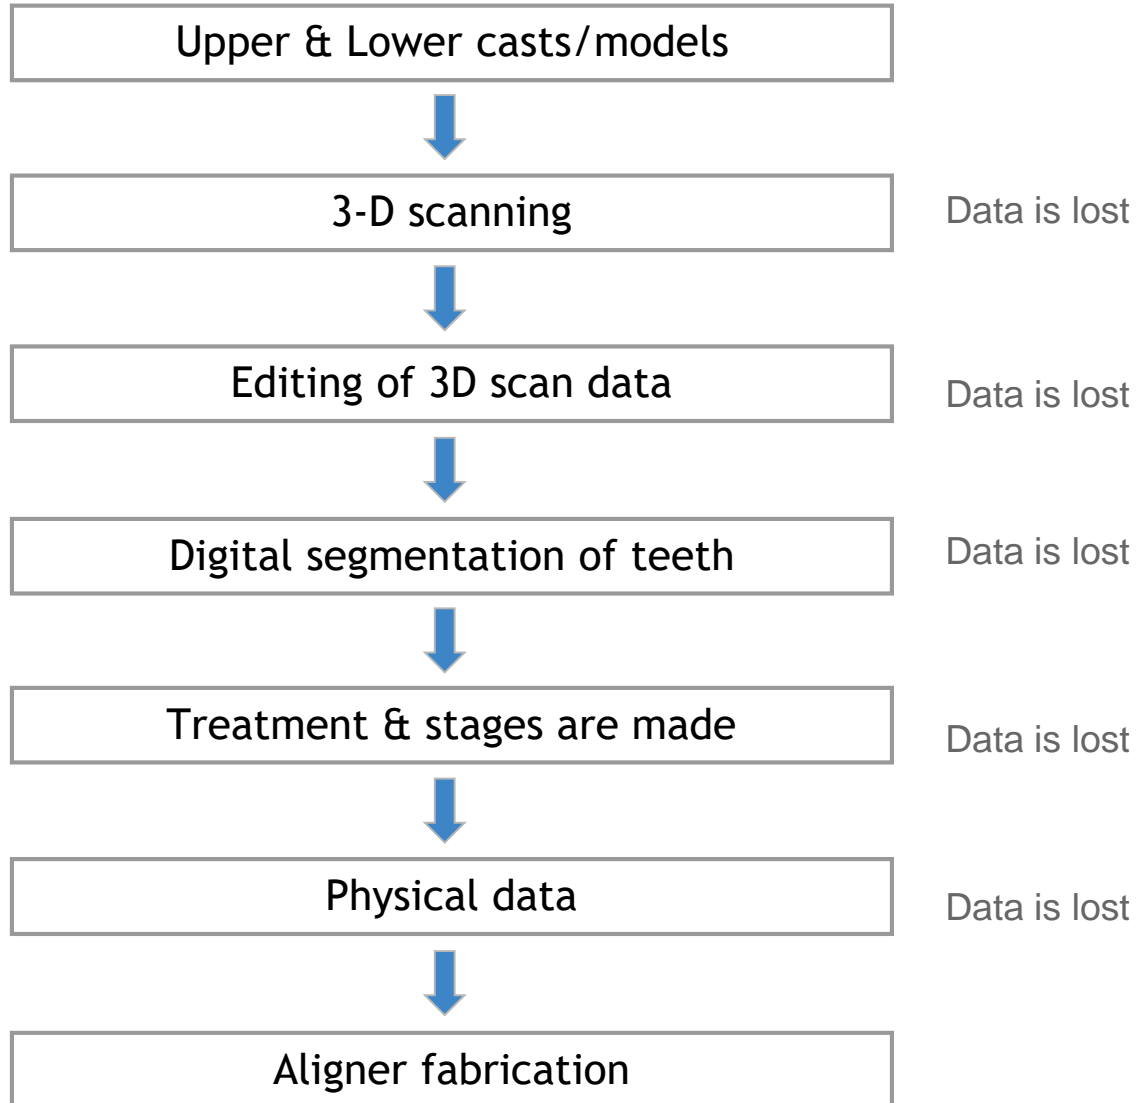 Upper & Lower casts/models
3-D scanning
Data is lost
Editing of 3D scan data
Data is lost
Digital segmentation of teeth
Data is lost
Treatment & stages are made
Data is lost
Physical data
Data is lost
Aligner fabrication